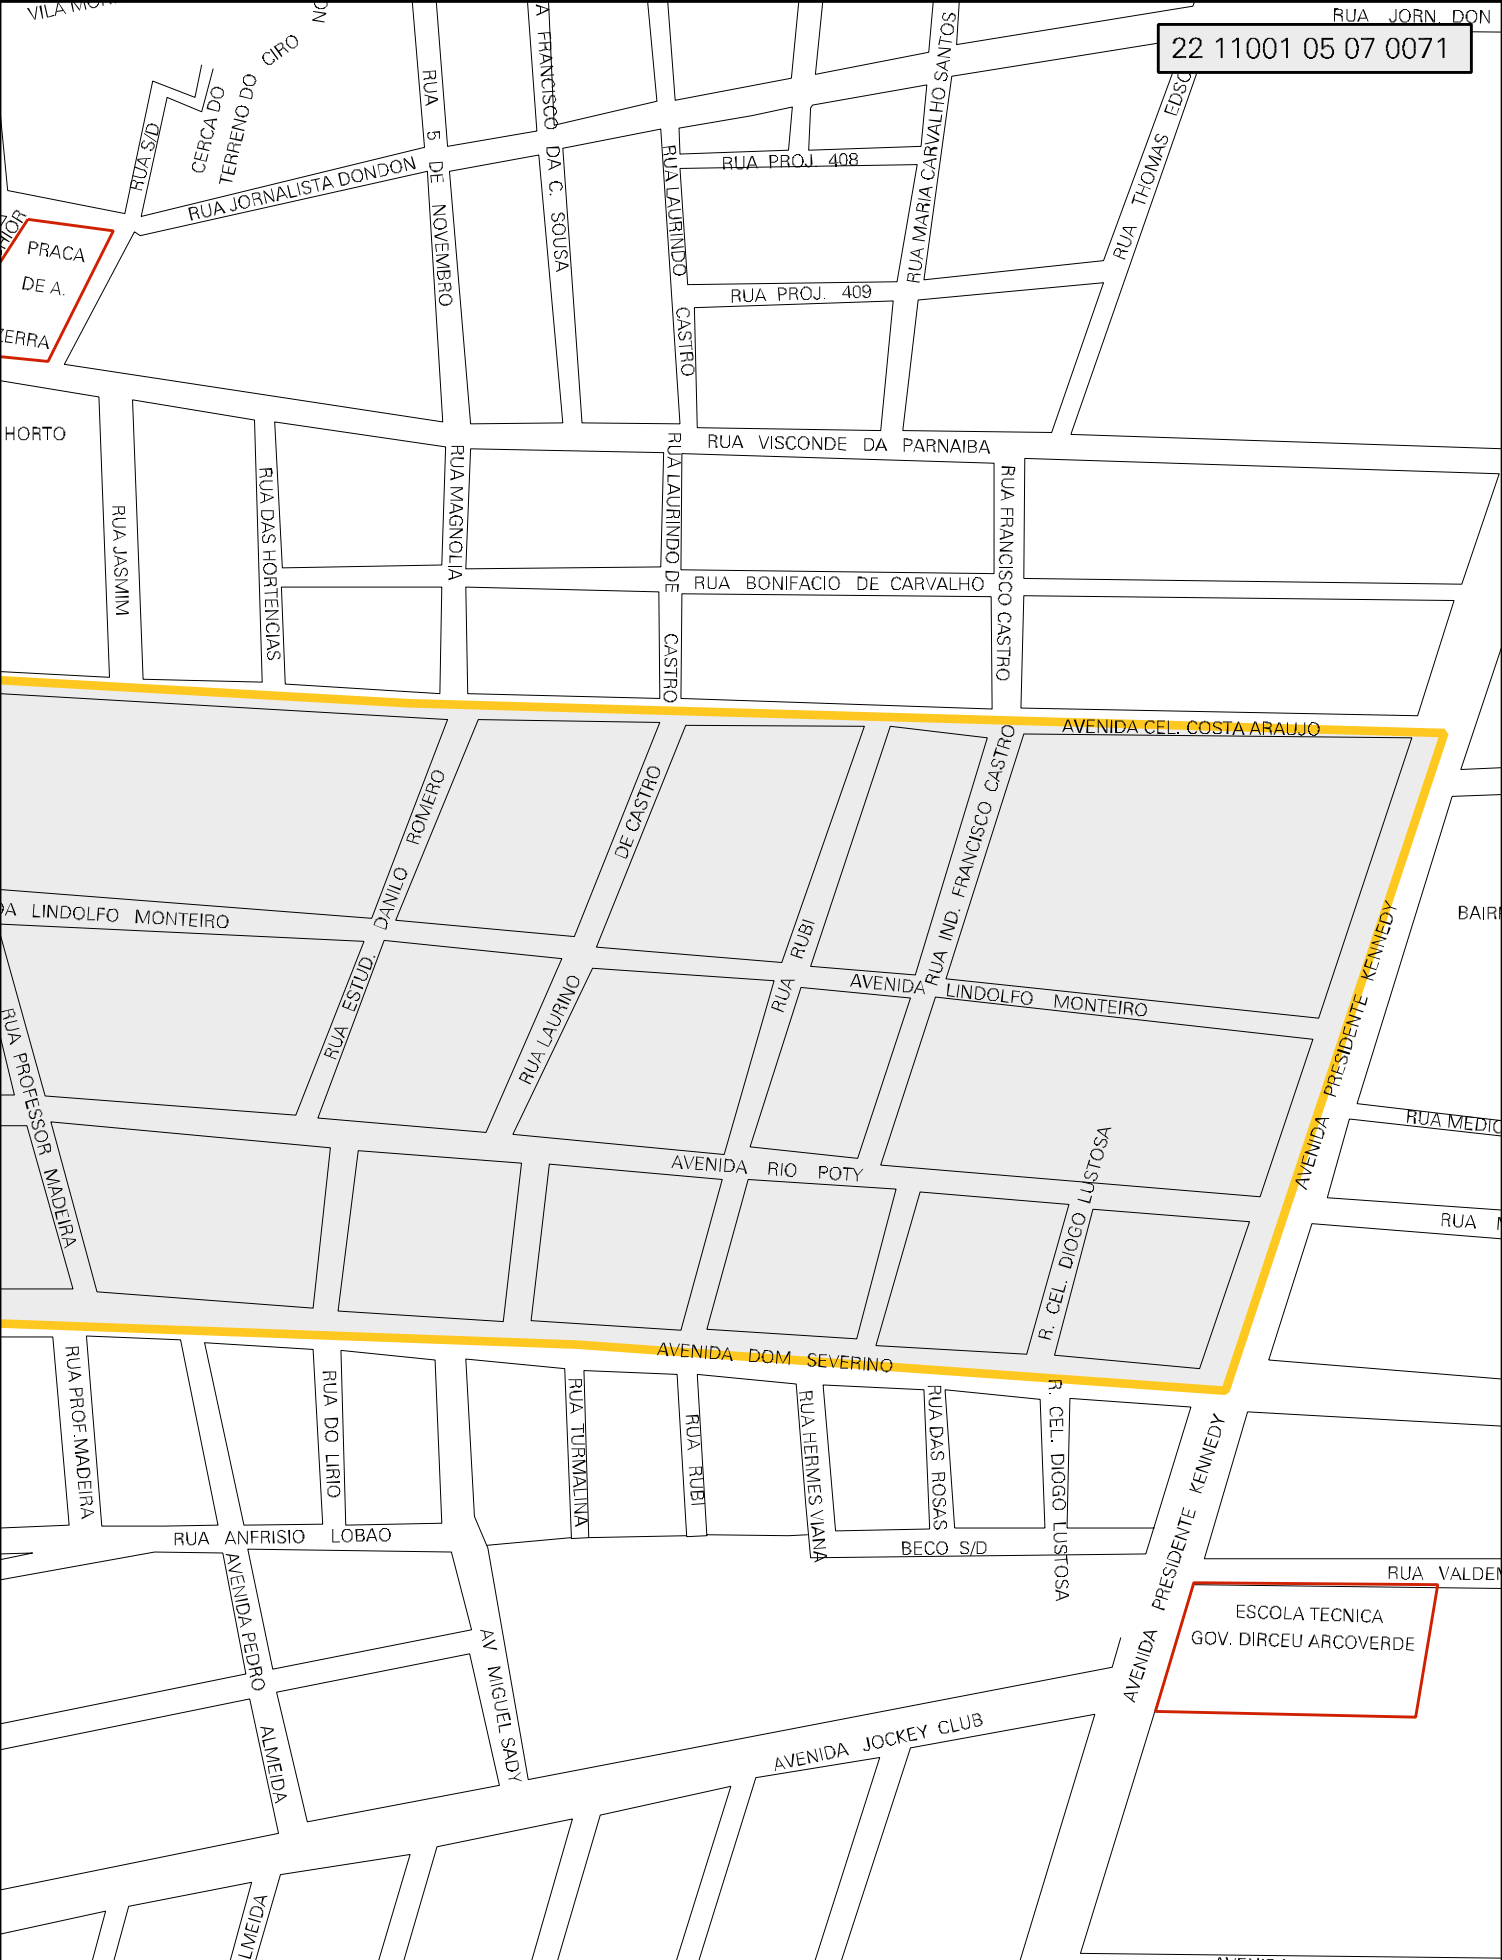 RUA JORN. DON
22 11001 05 07 0071
CIRO
CERCA DO
TERRENO DO
RUA S/D
RUA JORNALISTA DONDON
RUA 5 DE NOVEMBRO
A FRANCISCO DA C. SOUSA
RUA LAURINDO CASTRO
RUA PROJ. 408
RUA MARIA CARVALHO SANTOS
RUA THOMAS EDSO
PRACA
DE A.
ZERRA
RUA PROJ. 409
HORTO
RUA VISCONDE DA PARNAIBA
RUA JASMIM
RUA DAS HORTENCIAS
RUA MAGNOLIA
RUA LAURINDO DE CASTRO
RUA BONIFACIO DE CARVALHO
RUA FRANCISCO CASTRO
AVENIDA CEL. COSTA ARAUJO
RUA ESTUD. DANILO ROMERO
RUA LAURINO DE CASTRO
RUA RUBI
RUA IND. FRANCISCO CASTRO
DA LINDOLFO MONTEIRO
AVENIDA LINDOLFO MONTEIRO
AVENIDA PRESIDENTE KENNEDY
BAIR
RUA PROFESSOR MADEIRA
RUA MEDIC
AVENIDA RIO POTY
R. CEL. DIOGO LUSTOSA
RUA
AVENIDA DOM SEVERINO
RUA PROF.MADEIRA
RUA DO LIRIO
RUA TURMALINA
RUA RUBI
RUA HERMES VIANA
RUA DAS ROSAS
R. CEL. DIOGO LUSTOSA
AVENIDA PRESIDENTE KENNEDY
RUA ANFRISIO LOBAO
BECO S/D
RUA VALDE
AVENIDA PEDRO ALMEIDA
AV MIGUEL SADY
ESCOLA TECNICA
GOV. DIRCEU ARCOVERDE
AVENIDA JOCKEY CLUB
LMEIDA